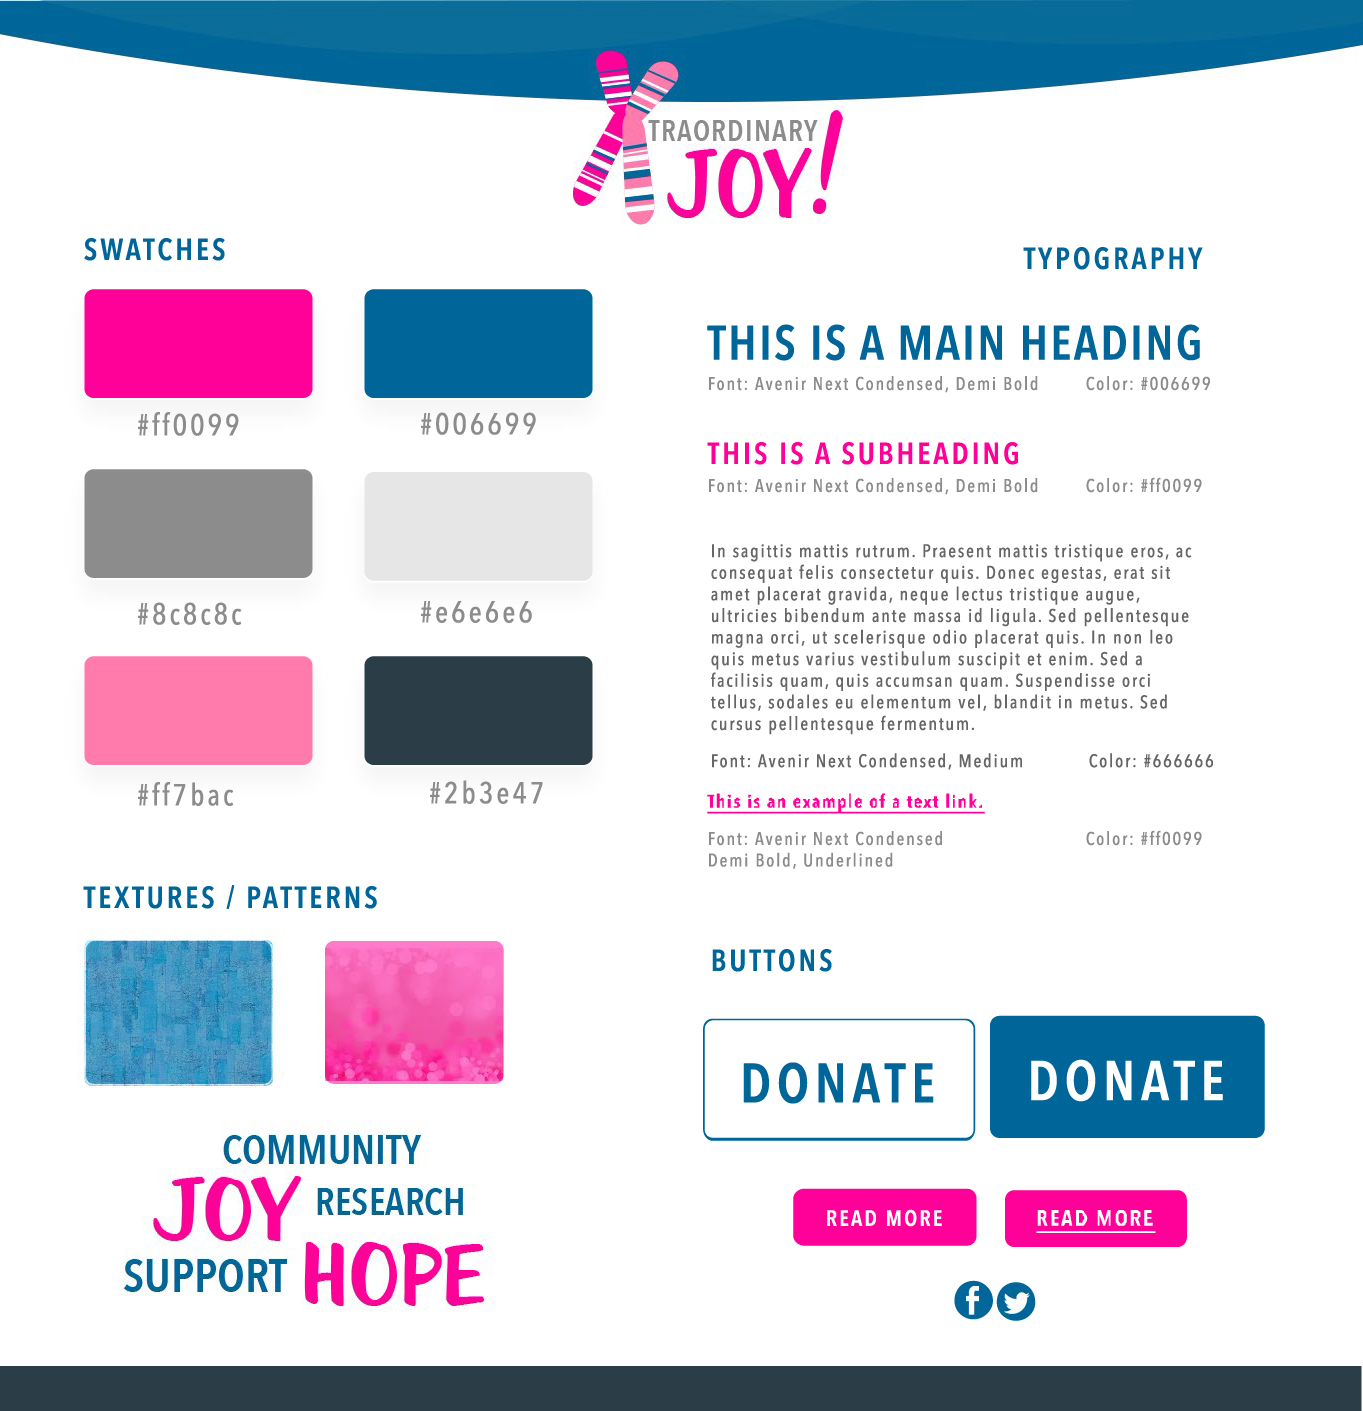 TRAORDINARY
JOY!
SWATCHES
#ff0099
#006699
#8c8c8c
#e6e6e6
#ff7bac
#2b3e47
TEXTURES / PATTERNS
COMMUNITY
JOY RESEARCH
SUPPORT HOPE
TYPOGRAPHY
THIS IS A MAIN HEADING
Font: Avenir Next Condensed, Demi Bold Color: #006699
THIS IS A SUBHEADING
Font: Avenir Next Condensed, Demi Bold Color: #ff0099
In sagittis mattis rutrum. Praesent mattis tristique eros, ac
consequat felis consectetur quis. Donec egestas, erat sit
amet placerat gravida, neque lectus tristique augue,
ultricies bibendum ante massa id ligula. Sed pellentesque
magna orci, ut scelerisque odio placerat quis. In non leo
quis metus varius vestibulum suscipit et enim. Sed a
facilisis quam, quis accumsan quam. Suspendisse orci
tellus, sodales eu elementum vel, blandit in metus. Sed
cursus pellentesque fermentum.
Font: Avenir Next Condensed, Medium Color: #666666
This is an example of a text link.
Font: Avenir Next Condensed Color: #ff0099
Demi Bold, Underlined
BUTTONS
DONATE DONATE
READ MORE READ MORE